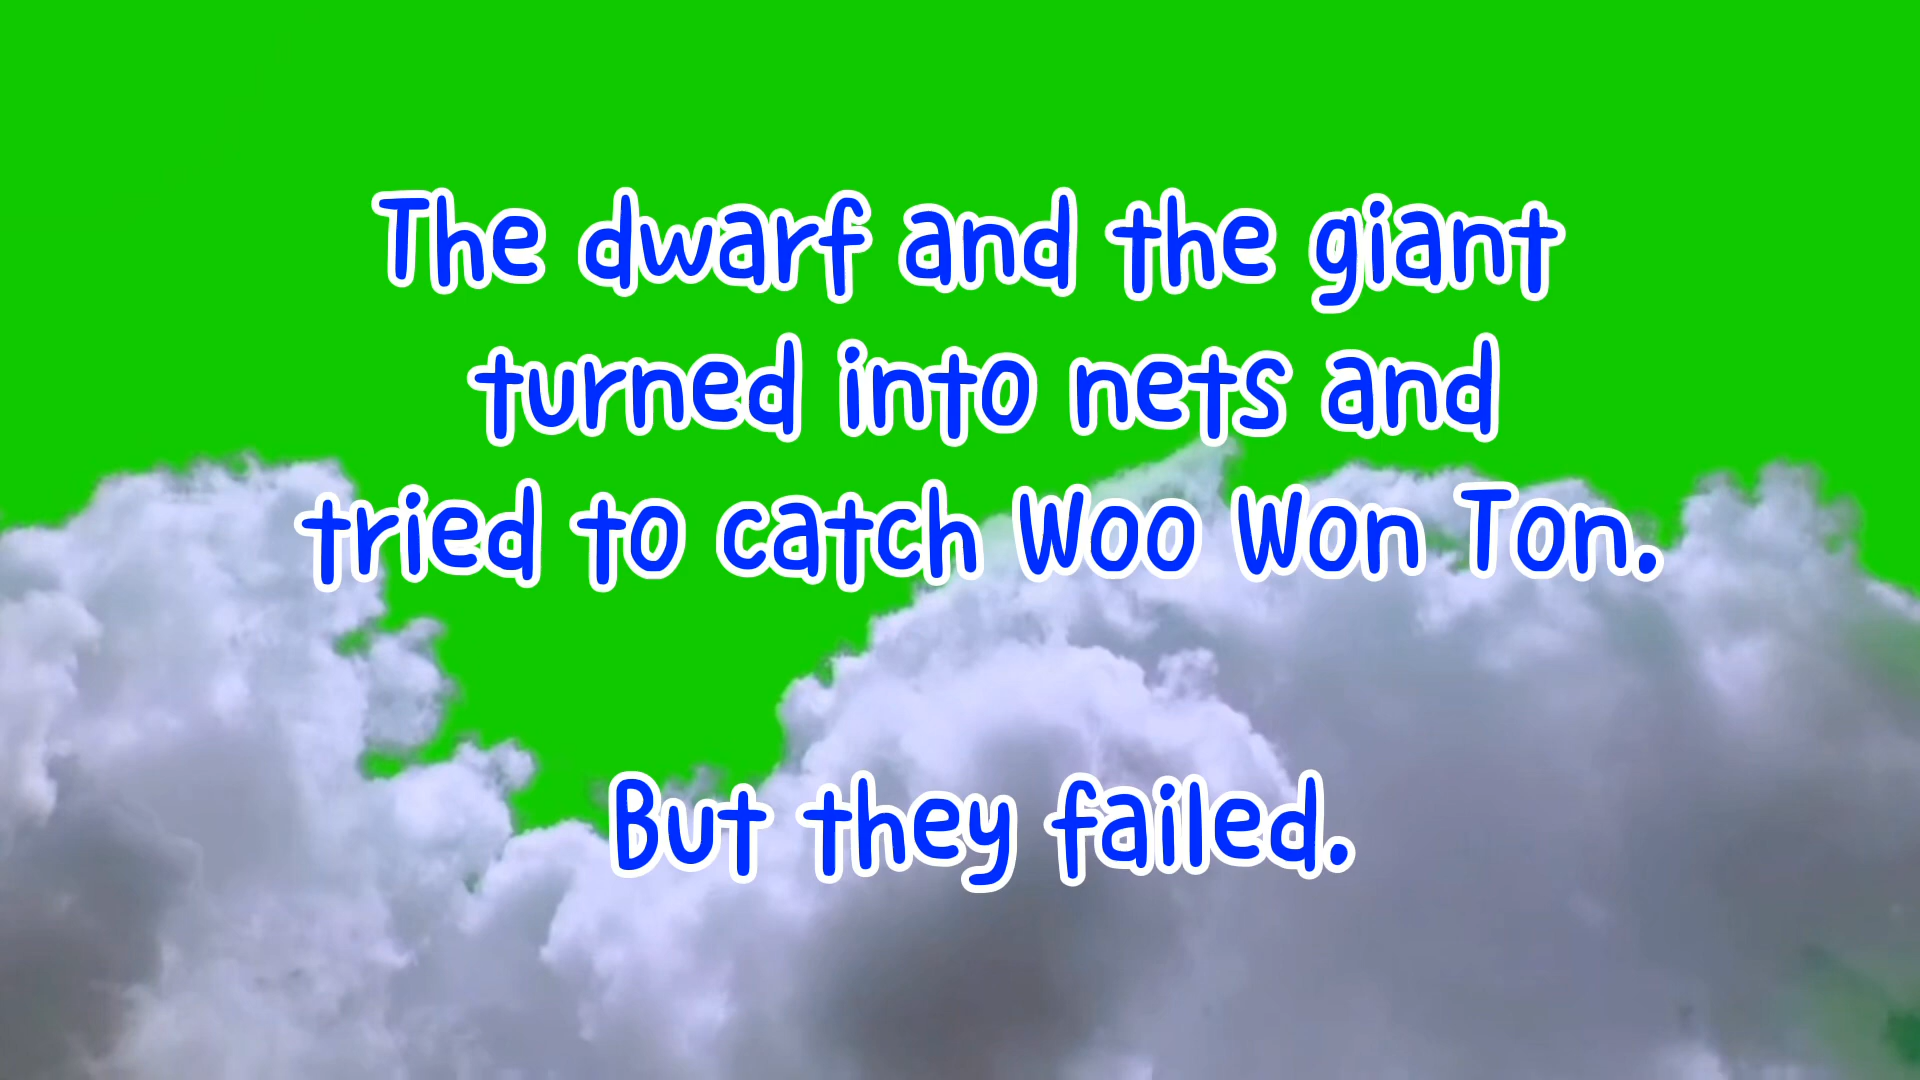 The dwarf and the giant
turned into nets and
tried to catch Woo Won Ton.
But they failed.